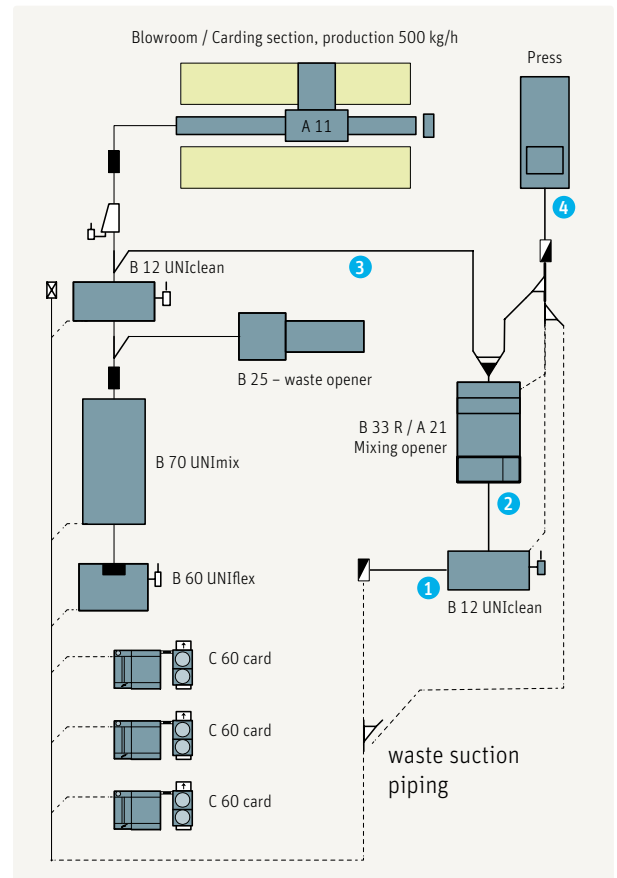 Blowroom / Carding section, production 500 kg/h
Press
A 11
4
B 12 UNIclean
3
B 25 – waste opener
B 33 R / A 21
Mixing opener
B 70 UNImix
2
B 60 UNIflex
1
B 12 UNIclean
C 60 card
C 60 card
waste suction
piping
C 60 card